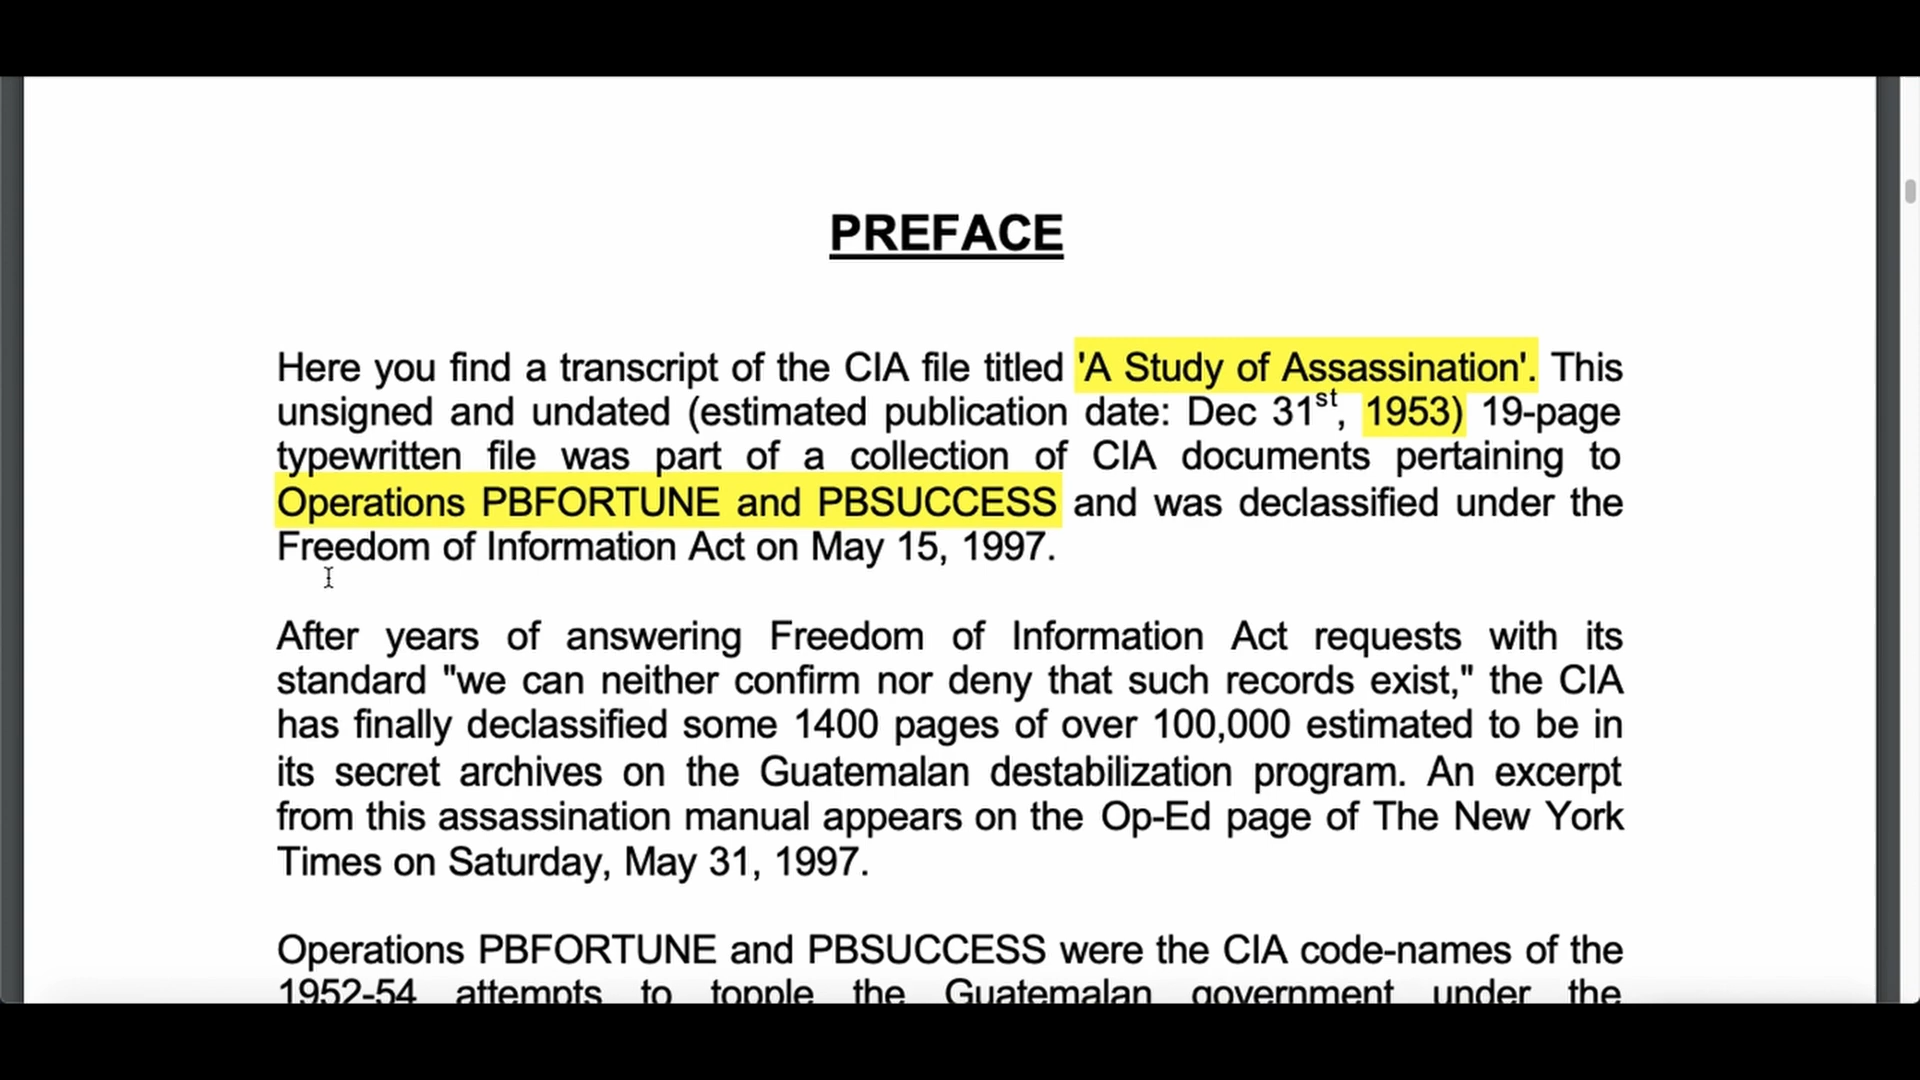 PREFACE
Here you find a transcript of the CIA file titled 'A Study of Assassination'. This
unsigned and undated (estimated publication date: Dec 31st, 1953) 19-page
typewritten file was part of a collection of CIA documents pertaining to
Operations PBFORTUNE and PBSUCCESS and was declassified under the
Freedom of Information Act on May 15, 1997.
After years of answering Freedom of Information Act requests with its
standard "we can neither confirm nor deny that such records exist," the CIA
has finally declassified some 1400 pages of over 100,000 estimated to be in
its secret archives on the Guatemalan destabilization program. An excerpt
from this assassination manual appears on the Op-Ed page of The New York
Times on Saturday, May 31, 1997.
Operations PBFORTUNE and PBSUCCESS were the CIA code-names of the
1952-54 attempts to topple the Guatemalan government under the